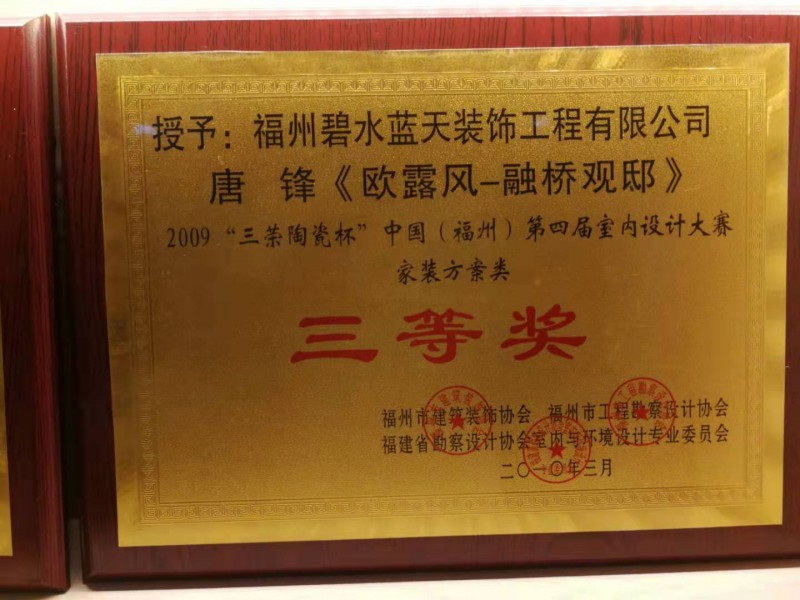 授予：福州碧水蓝天装饰工程有限公司
唐 锋《欧露风-融桥观邸》
2009“三荣陶瓷杯”中国（福州）第四届室内设计大赛
家装方案类
三等奖
福州市建筑装饰协会 福州市工程勘察设计协会
福建省勘察设计协会室内与环境设计专业委员会
二〇一〇年三月